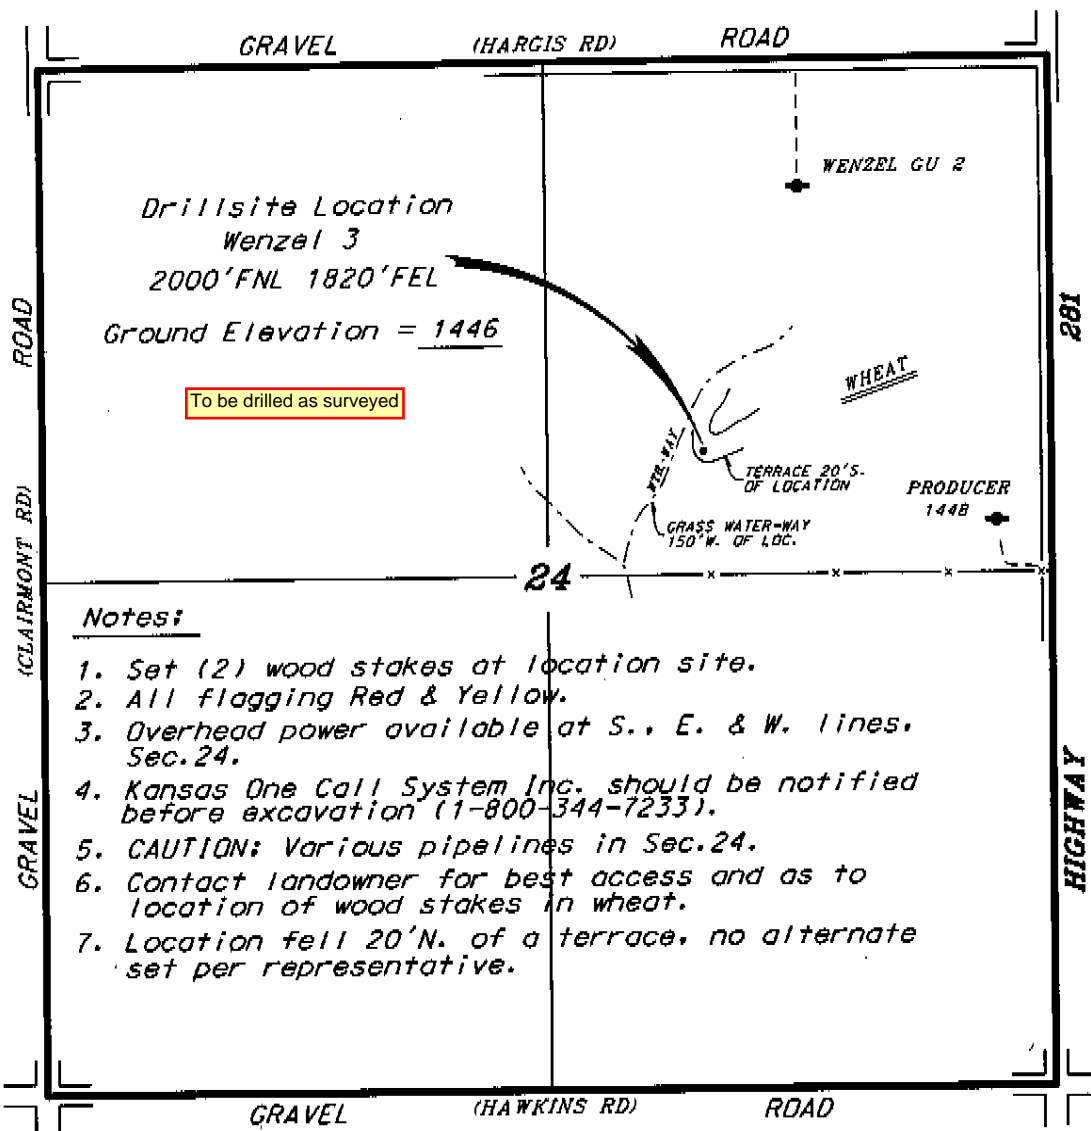 GRAVEL (HARGIS RD) ROAD
WENZEL GU 2
Drillsite Location
Wenzel 3
2000'FNL 1820'FEL
Ground Elevation = 1446
To be drilled as surveyed
ROAD
281
WHEAT
WTR-WAY
TERRACE 20'S.
OF LOCATION
PRODUCER
1448
GRASS WATER-WAY
150'W. OF LOC.
(CLAIRMONT RD)
24
Notes:
1. Set (2) wood stakes at location site.
2. All flagging Red & Yellow.
3. Overhead power available at S., E. & W. lines,
Sec.24.
4. Kansas One Call System Inc. should be notified
before excavation (1-800-344-7233).
5. CAUTION: Various pipelines in Sec.24.
6. Contact landowner for best access and as to
location of wood stakes in wheat.
7. Location fell 20'N. of a terrace, no alternate
set per representative.
GRAVEL
HIGHWAY
GRAVEL (HAWKINS RD) ROAD